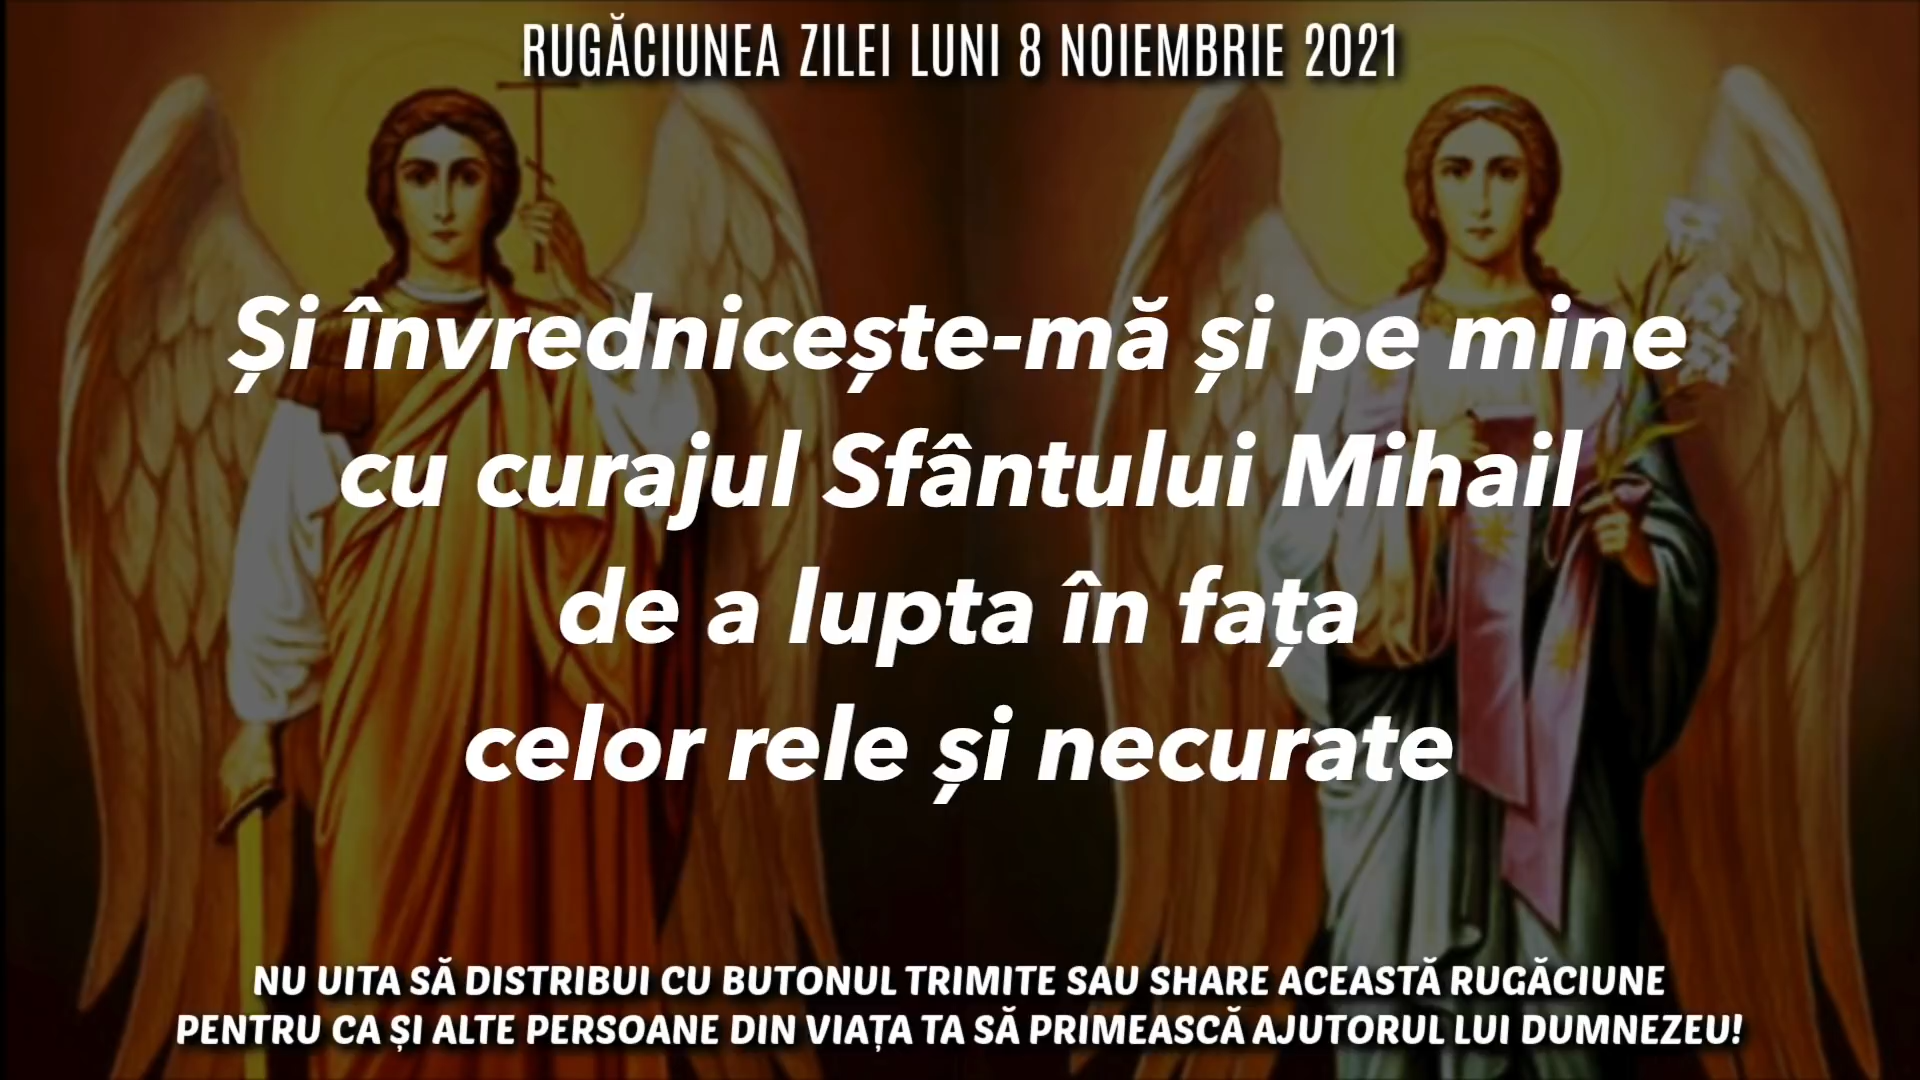 RUGĂCIUNEA ZILEI LUNI 8 NOIEMBRIE 2021
Și învrednicește-mă și pe mine
cu curajul Sfântului Mihail
de a lupta în fața
celor rele și necurate
NU UITA SĂ DISTRIBUI CU BUTONUL TRIMITE SAU SHARE ACEASTĂ RUGĂCIUNE
PENTRU CA ȘI ALTE PERSOANE DIN VIAȚA TA SĂ PRIMEASCĂ AJUTORUL LUI DUMNEZEU!